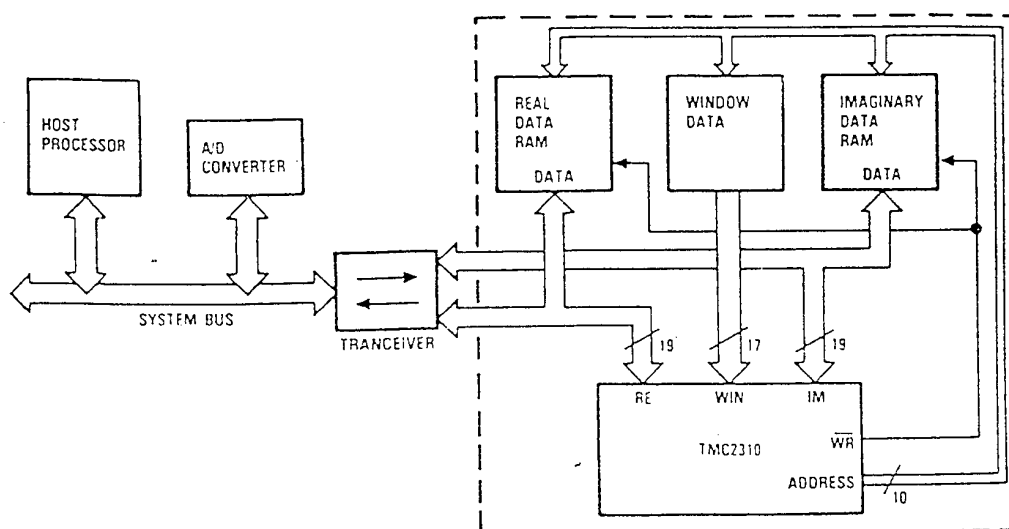 HOST
PROCESSOR
A/D
CONVERTER
SYSTEM BUS
TRANCEIVER
REAL
DATA
RAM
DATA
WINDOW
DATA
IMAGINARY
DATA
RAM
DATA
19
17
19
RE
WIN
IM
TMC2310
WR
ADDRESS
10